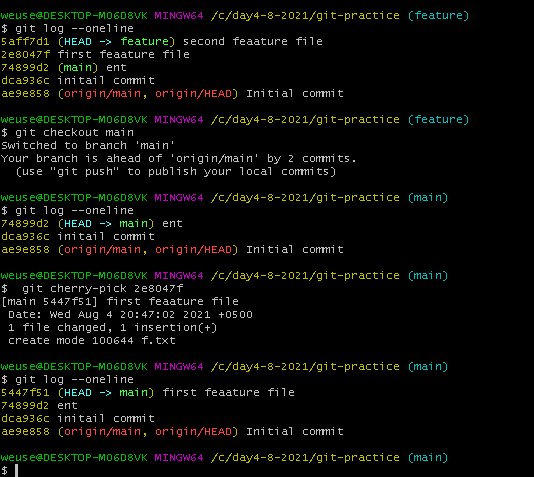 weuse@DESKTOP-MO6D8VK MINGW64 /c/day4-8-2021/git-practice (feature)
$ git log --oneline
5aff7d1 (HEAD -> feature) second feaature file
2e8047f first feaature file
74899d2 (main) ent
dca936c initail commit
ae9e858 (origin/main, origin/HEAD) Initial commit
weuse@DESKTOP-MO6D8VK MINGW64 /c/day4-8-2021/git-practice (feature)
$ git checkout main
Switched to branch 'main'
Your branch is ahead of 'origin/main' by 2 commits.
(use "git push" to publish your local commits)
weuse@DESKTOP-MO6D8VK MINGW64 /c/day4-8-2021/git-practice (main)
$ git log --oneline
74899d2 (HEAD -> main) ent
dca936c initail commit
ae9e858 (origin/main, origin/HEAD) Initial commit
weuse@DESKTOP-MO6D8VK MINGW64 /c/day4-8-2021/git-practice (main)
$  git cherry-pick 2e8047f
[main 5447f51] first feaature file
Date: Wed Aug 4 20:47:02 2021 +0500
1 file changed, 1 insertion(+)
create mode 100644 f.txt
weuse@DESKTOP-MO6D8VK MINGW64 /c/day4-8-2021/git-practice (main)
$ git log --oneline
5447f51 (HEAD -> main) first feaature file
74899d2 ent
dca936c initail commit
ae9e858 (origin/main, origin/HEAD) Initial commit
weuse@DESKTOP-MO6D8VK MINGW64 /c/day4-8-2021/git-practice (main)
$